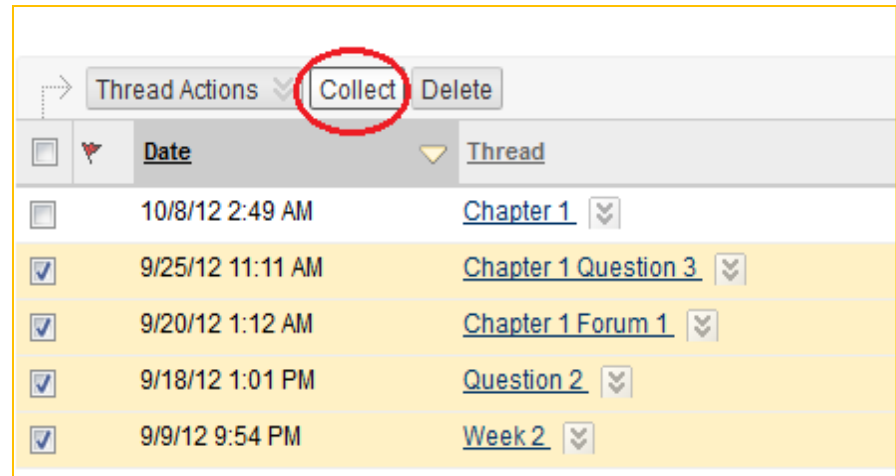 Thread Actions Collect Delete
Date Thread
10/8/12 2:49 AM Chapter 1
9/25/12 11:11 AM Chapter 1 Question 3
9/20/12 1:12 AM Chapter 1 Forum 1
9/18/12 1:01 PM Question 2
9/9/12 9:54 PM Week 2